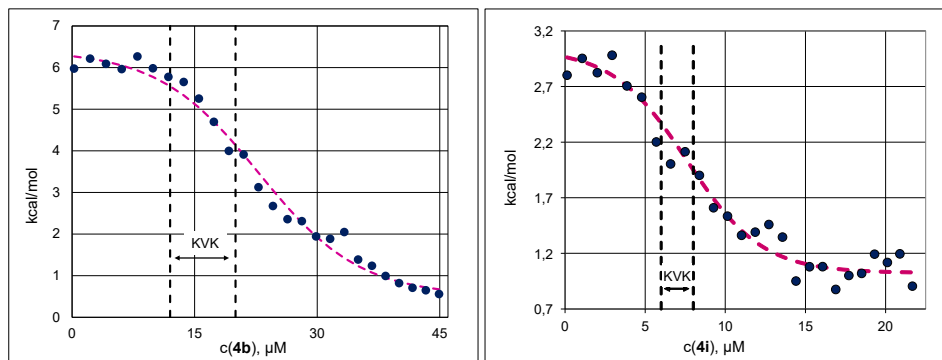 7
6
5
4
3
2
1
0
kcal/mol
KVK
0 15 30 45
c(4b), µM
3,2
2,7
2,2
1,7
1,2
0,7
kcal/mol
KVK
0 5 10 15 20
c(4i), µM